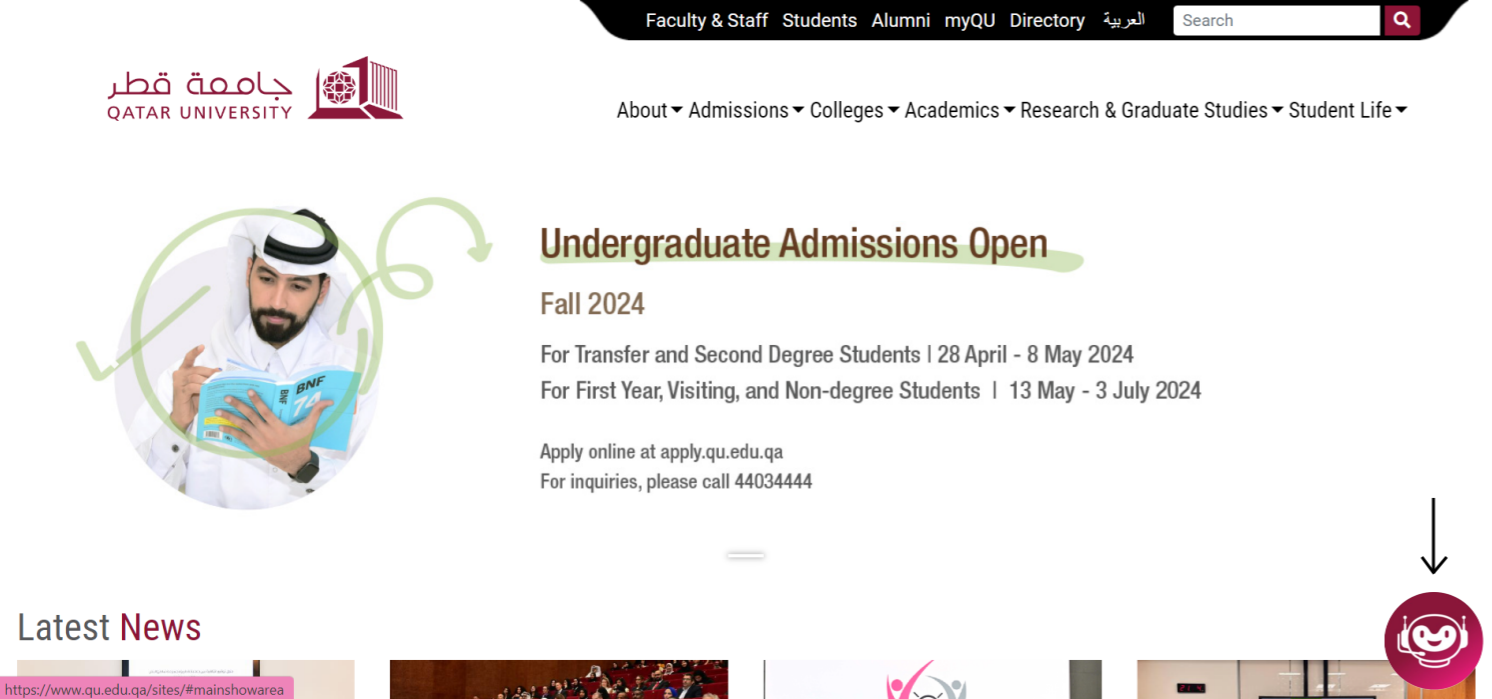 Faculty & Staff Students Alumni myQU Directory العربية Search
جامعة قطر
QATAR UNIVERSITY
About Admissions Colleges Academics Research & Graduate Studies Student Life
Undergraduate Admissions Open
Fall 2024
For Transfer and Second Degree Students | 28 April - 8 May 2024
For First Year, Visiting, and Non-degree Students | 13 May - 3 July 2024
BNF
BNF
74
Apply online at apply.qu.edu.qa
For inquiries, please call 44034444
Latest News
https://www.qu.edu.qa/sites/#mainshowarea